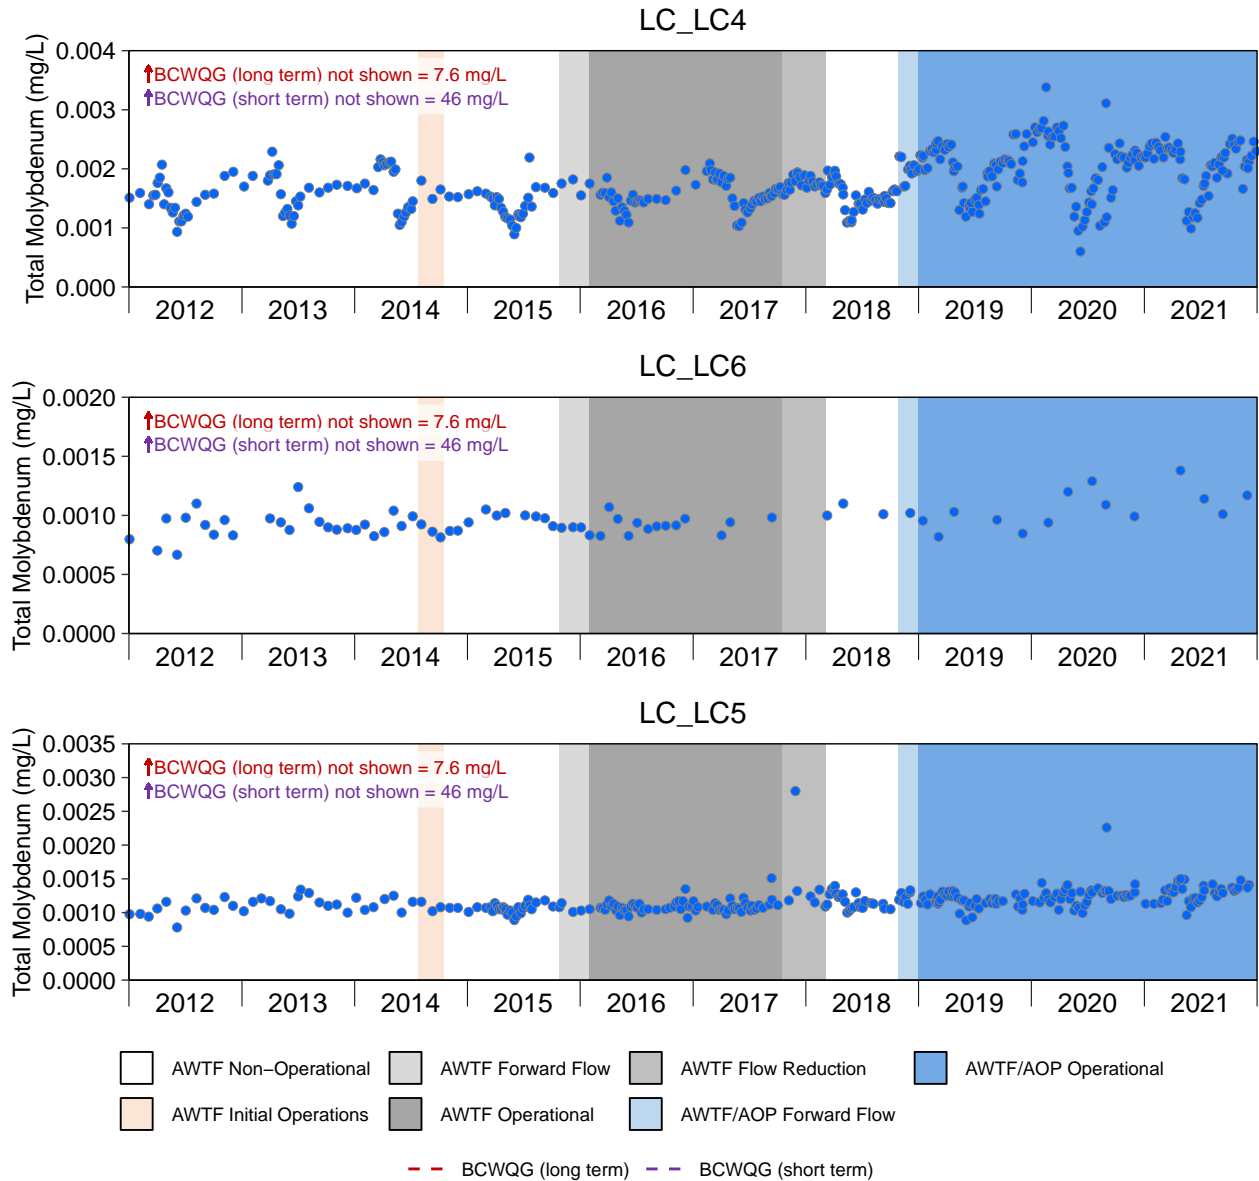 LC_LC4
Total Molybdenum (mg/L)
0.004
0.003
0.002
0.001
0.000
BCWQG (long term) not shown = 7.6 mg/L
BCWQG (short term) not shown = 46 mg/L
2012 2013 2014 2015 2016 2017 2018 2019 2020 2021
LC_LC6
Total Molybdenum (mg/L)
0.0020
0.0015
0.0010
0.0005
0.0000
BCWQG (long term) not shown = 7.6 mg/L
BCWQG (short term) not shown = 46 mg/L
2012 2013 2014 2015 2016 2017 2018 2019 2020 2021
LC_LC5
Total Molybdenum (mg/L)
0.0035
0.0030
0.0025
0.0020
0.0015
0.0010
0.0005
0.0000
BCWQG (long term) not shown = 7.6 mg/L
BCWQG (short term) not shown = 46 mg/L
2012 2013 2014 2015 2016 2017 2018 2019 2020 2021
AWTF Non−Operational AWTF Forward Flow AWTF Flow Reduction AWTF/AOP Operational
AWTF Initial Operations AWTF Operational AWTF/AOP Forward Flow
BCWQG (long term) BCWQG (short term)